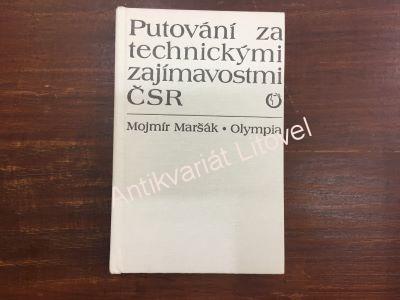 Putování za
technickými
zajímavostmi
ČSR
Mojmír Maršák • Olympia
Antikvariát Litovel